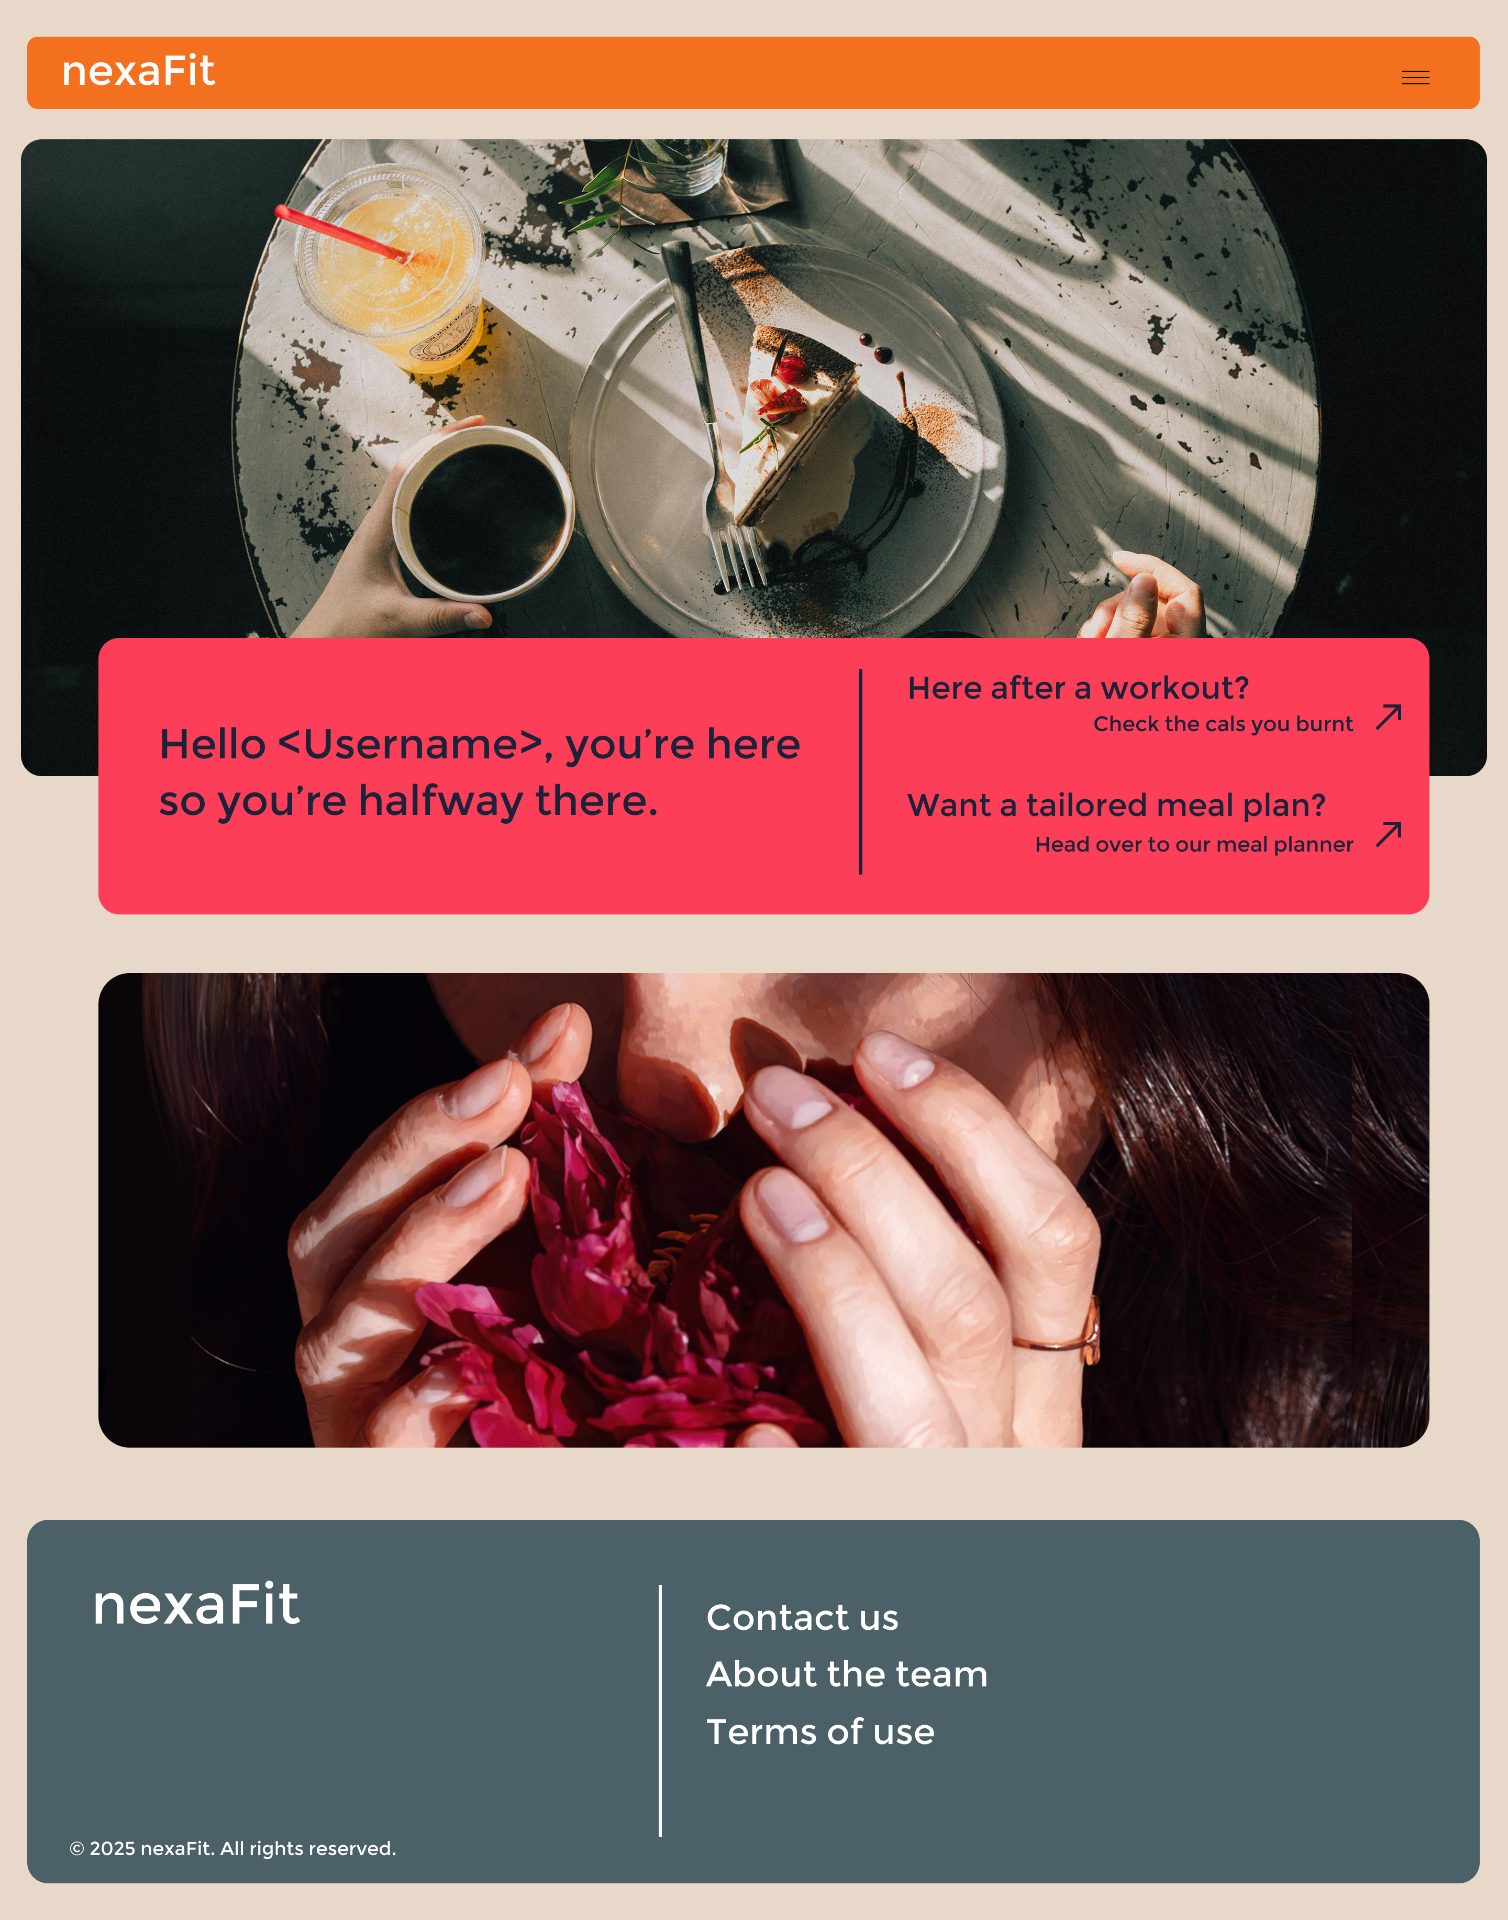 nexaFit
Hello <Username>, you’re here
so you’re halfway there.
Here after a workout?
Check the cals you burnt
Want a tailored meal plan?
Head over to our meal planner
nexaFit
Contact us
About the team
Terms of use
© 2025 nexaFit. All rights reserved.